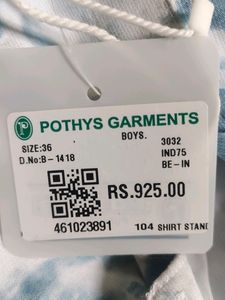 POTHYS GARMENTS
BOYS.
SIZE:36 3032
D.No:B-1418 IND75
BE-IN
RS.925.00
461023891
104 SHIRT STAND